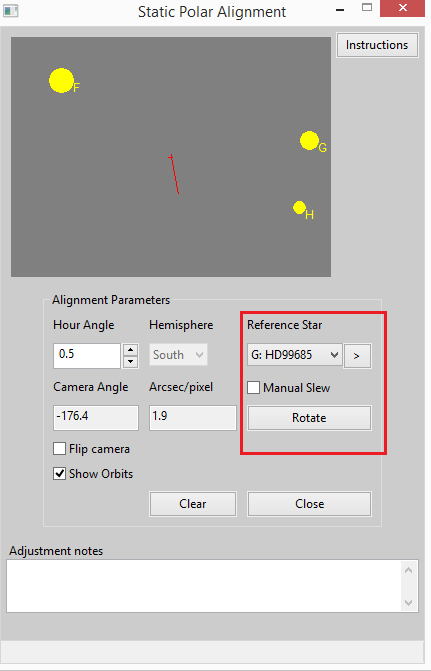 Static Polar Alignment
Instructions
F
G
H
Alignment Parameters
Hour Angle Hemisphere Reference Star
0.5 South G: HD99685 >
Camera Angle Arcsec/pixel Manual Slew
-176.4 1.9 Rotate
Flip camera
Show Orbits
Clear Close
Adjustment notes